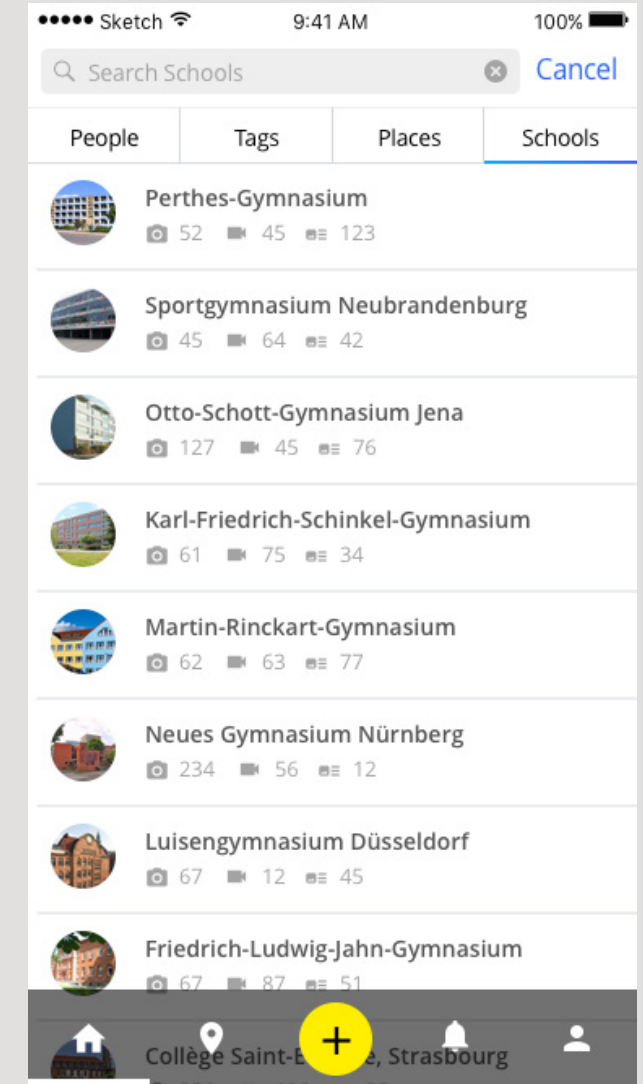 Sketch 9:41 AM 100%
Search Schools Cancel
People Tags Places Schools
Perthes-Gymnasium
52 45 123
Sportgymnasium Neubrandenburg
45 64 42
Otto-Schott-Gymnasium Jena
127 45 76
Karl-Friedrich-Schinkel-Gymnasium
61 75 34
Martin-Rinckart-Gymnasium
62 63 77
Neues Gymnasium Nürnberg
234 56 12
Luisengymnasium Düsseldorf
67 12 45
Friedrich-Ludwig-Jahn-Gymnasium
67 87 51
+
Collège Strasbourg